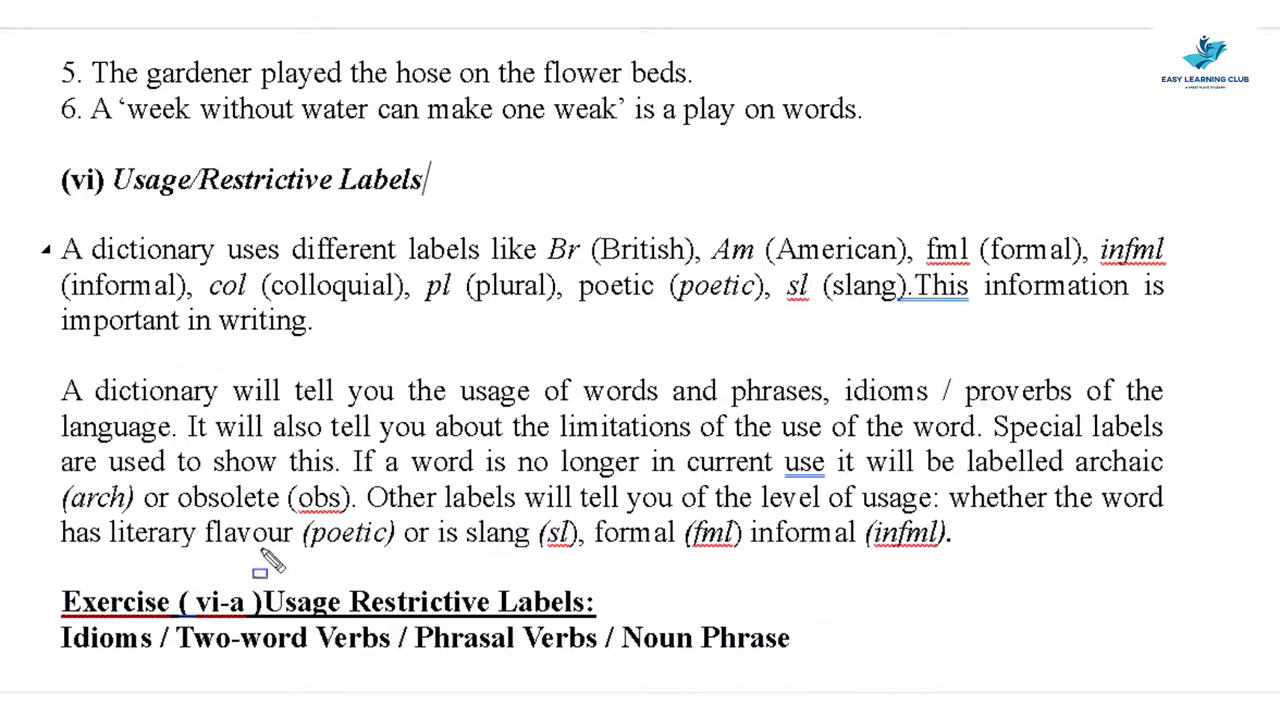 5. The gardener played the hose on the flower beds.
6. A ‘week without water can make one weak’ is a play on words.
EASY LEARNING CLUB
A GREAT PLACE TO LEARN
(vi) Usage/Restrictive Labels
A dictionary uses different labels like Br (British), Am (American), fml (formal), infml
(informal), col (colloquial), pl (plural), poetic (poetic), sl (slang).This information is
important in writing.
A dictionary will tell you the usage of words and phrases, idioms / proverbs of the
language. It will also tell you about the limitations of the use of the word. Special labels
are used to show this. If a word is no longer in current use it will be labelled archaic
(arch) or obsolete (obs). Other labels will tell you of the level of usage: whether the word
has literary flavour (poetic) or is slang (sl), formal (fml) informal (infml).
Exercise ( vi-a )Usage Restrictive Labels:
Idioms / Two-word Verbs / Phrasal Verbs / Noun Phrase